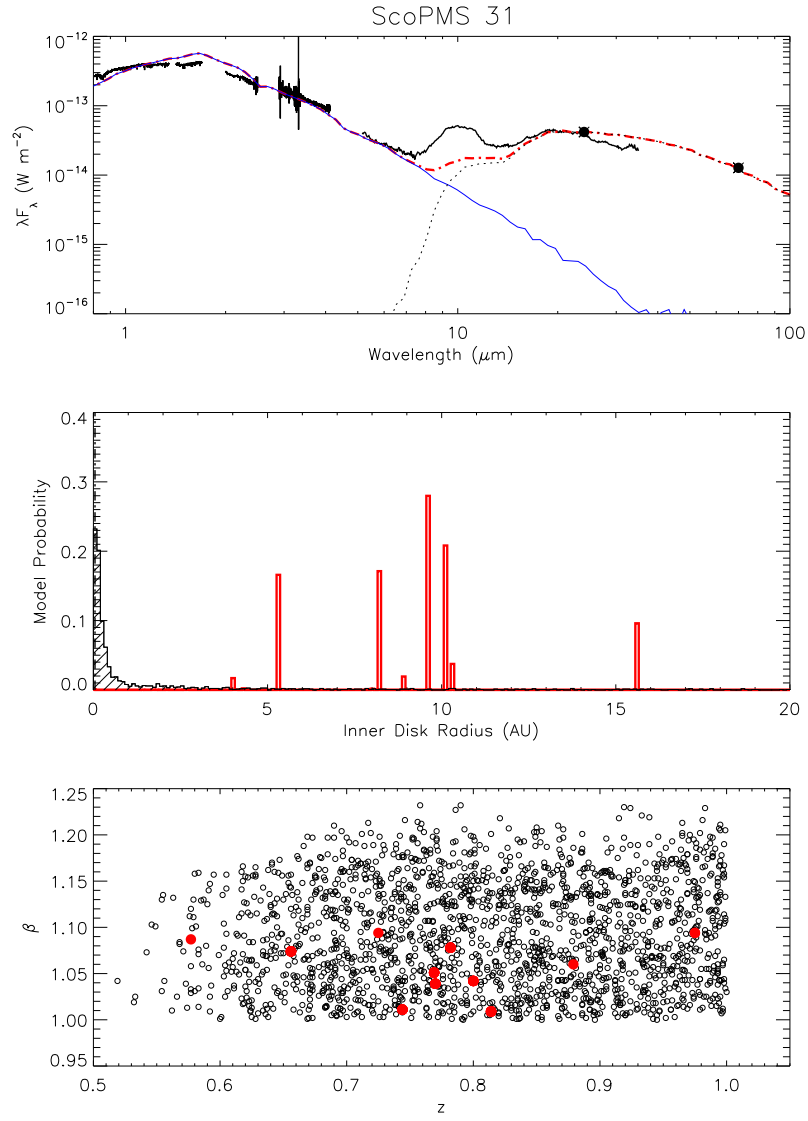 ScoPMS 31
10⁻¹²
10⁻¹³
10⁻¹⁴
10⁻¹⁵
10⁻¹⁶
λF_λ (W m⁻²)
1 10 100
Wavelength (μm)
0.4
0.3
0.2
0.1
0.0
Model Probability
0 5 10 15 20
Inner Disk Radius (AU)
1.25
1.20
1.15
1.10
1.05
1.00
0.95
β
0.5 0.6 0.7 0.8 0.9 1.0
z